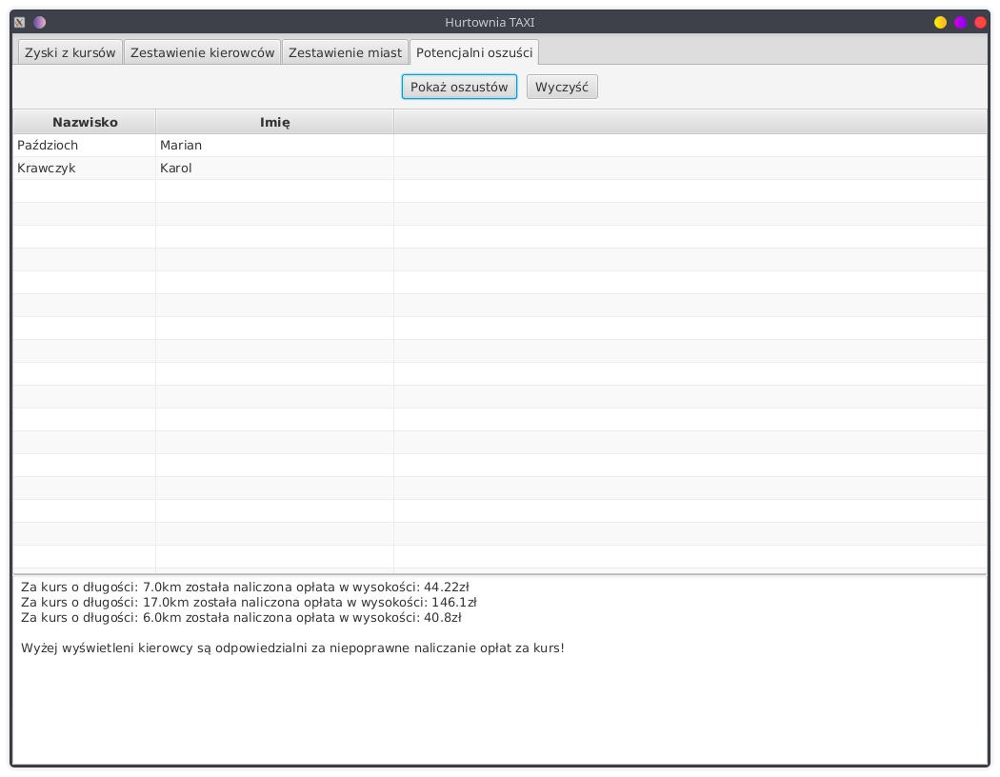 Hurtownia TAXI
Zyski z kursów Zestawienie kierowców Zestawienie miast Potencjalni oszuści
Pokaż oszustów Wyczyść
Nazwisko Imię
Paździoch Marian
Krawczyk Karol
Za kurs o długości: 7.0km została naliczona opłata w wysokości: 44.22zł
Za kurs o długości: 17.0km została naliczona opłata w wysokości: 146.1zł
Za kurs o długości: 6.0km została naliczona opłata w wysokości: 40.8zł
Wyżej wyświetleni kierowcy są odpowiedzialni za niepoprawne naliczanie opłat za kurs!